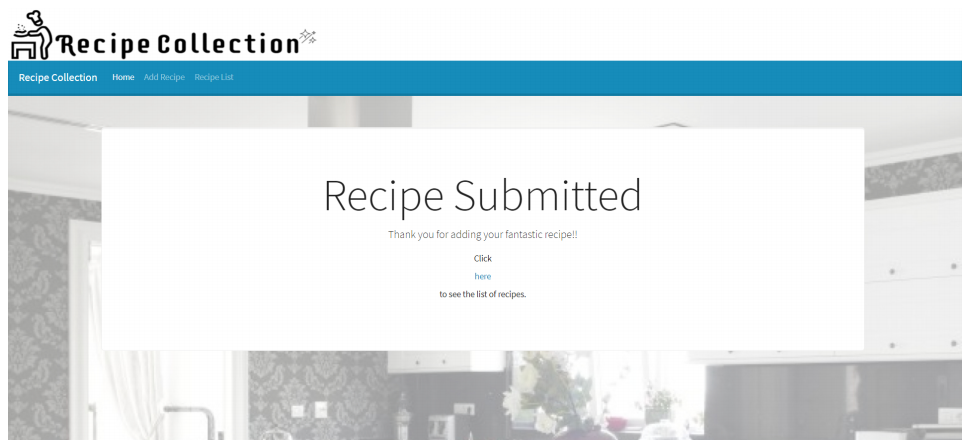 Recipe Collection
Recipe Collection Home Add Recipe Recipe List
Recipe Submitted
Thank you for adding your fantastic recipe!!
Click
here
to see the list of recipes.